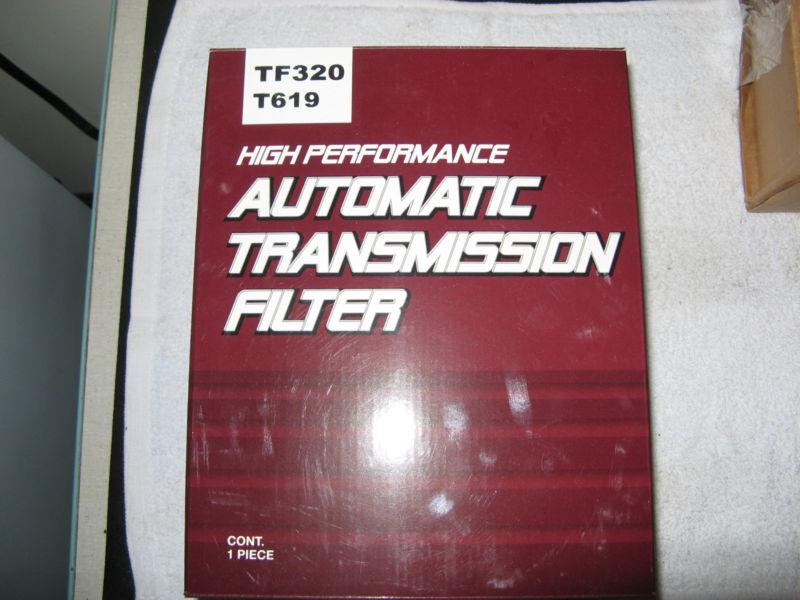 TF320
T619
HIGH PERFORMANCE
AUTOMATIC
TRANSMISSION
FILTER
CONT.
1 PIECE